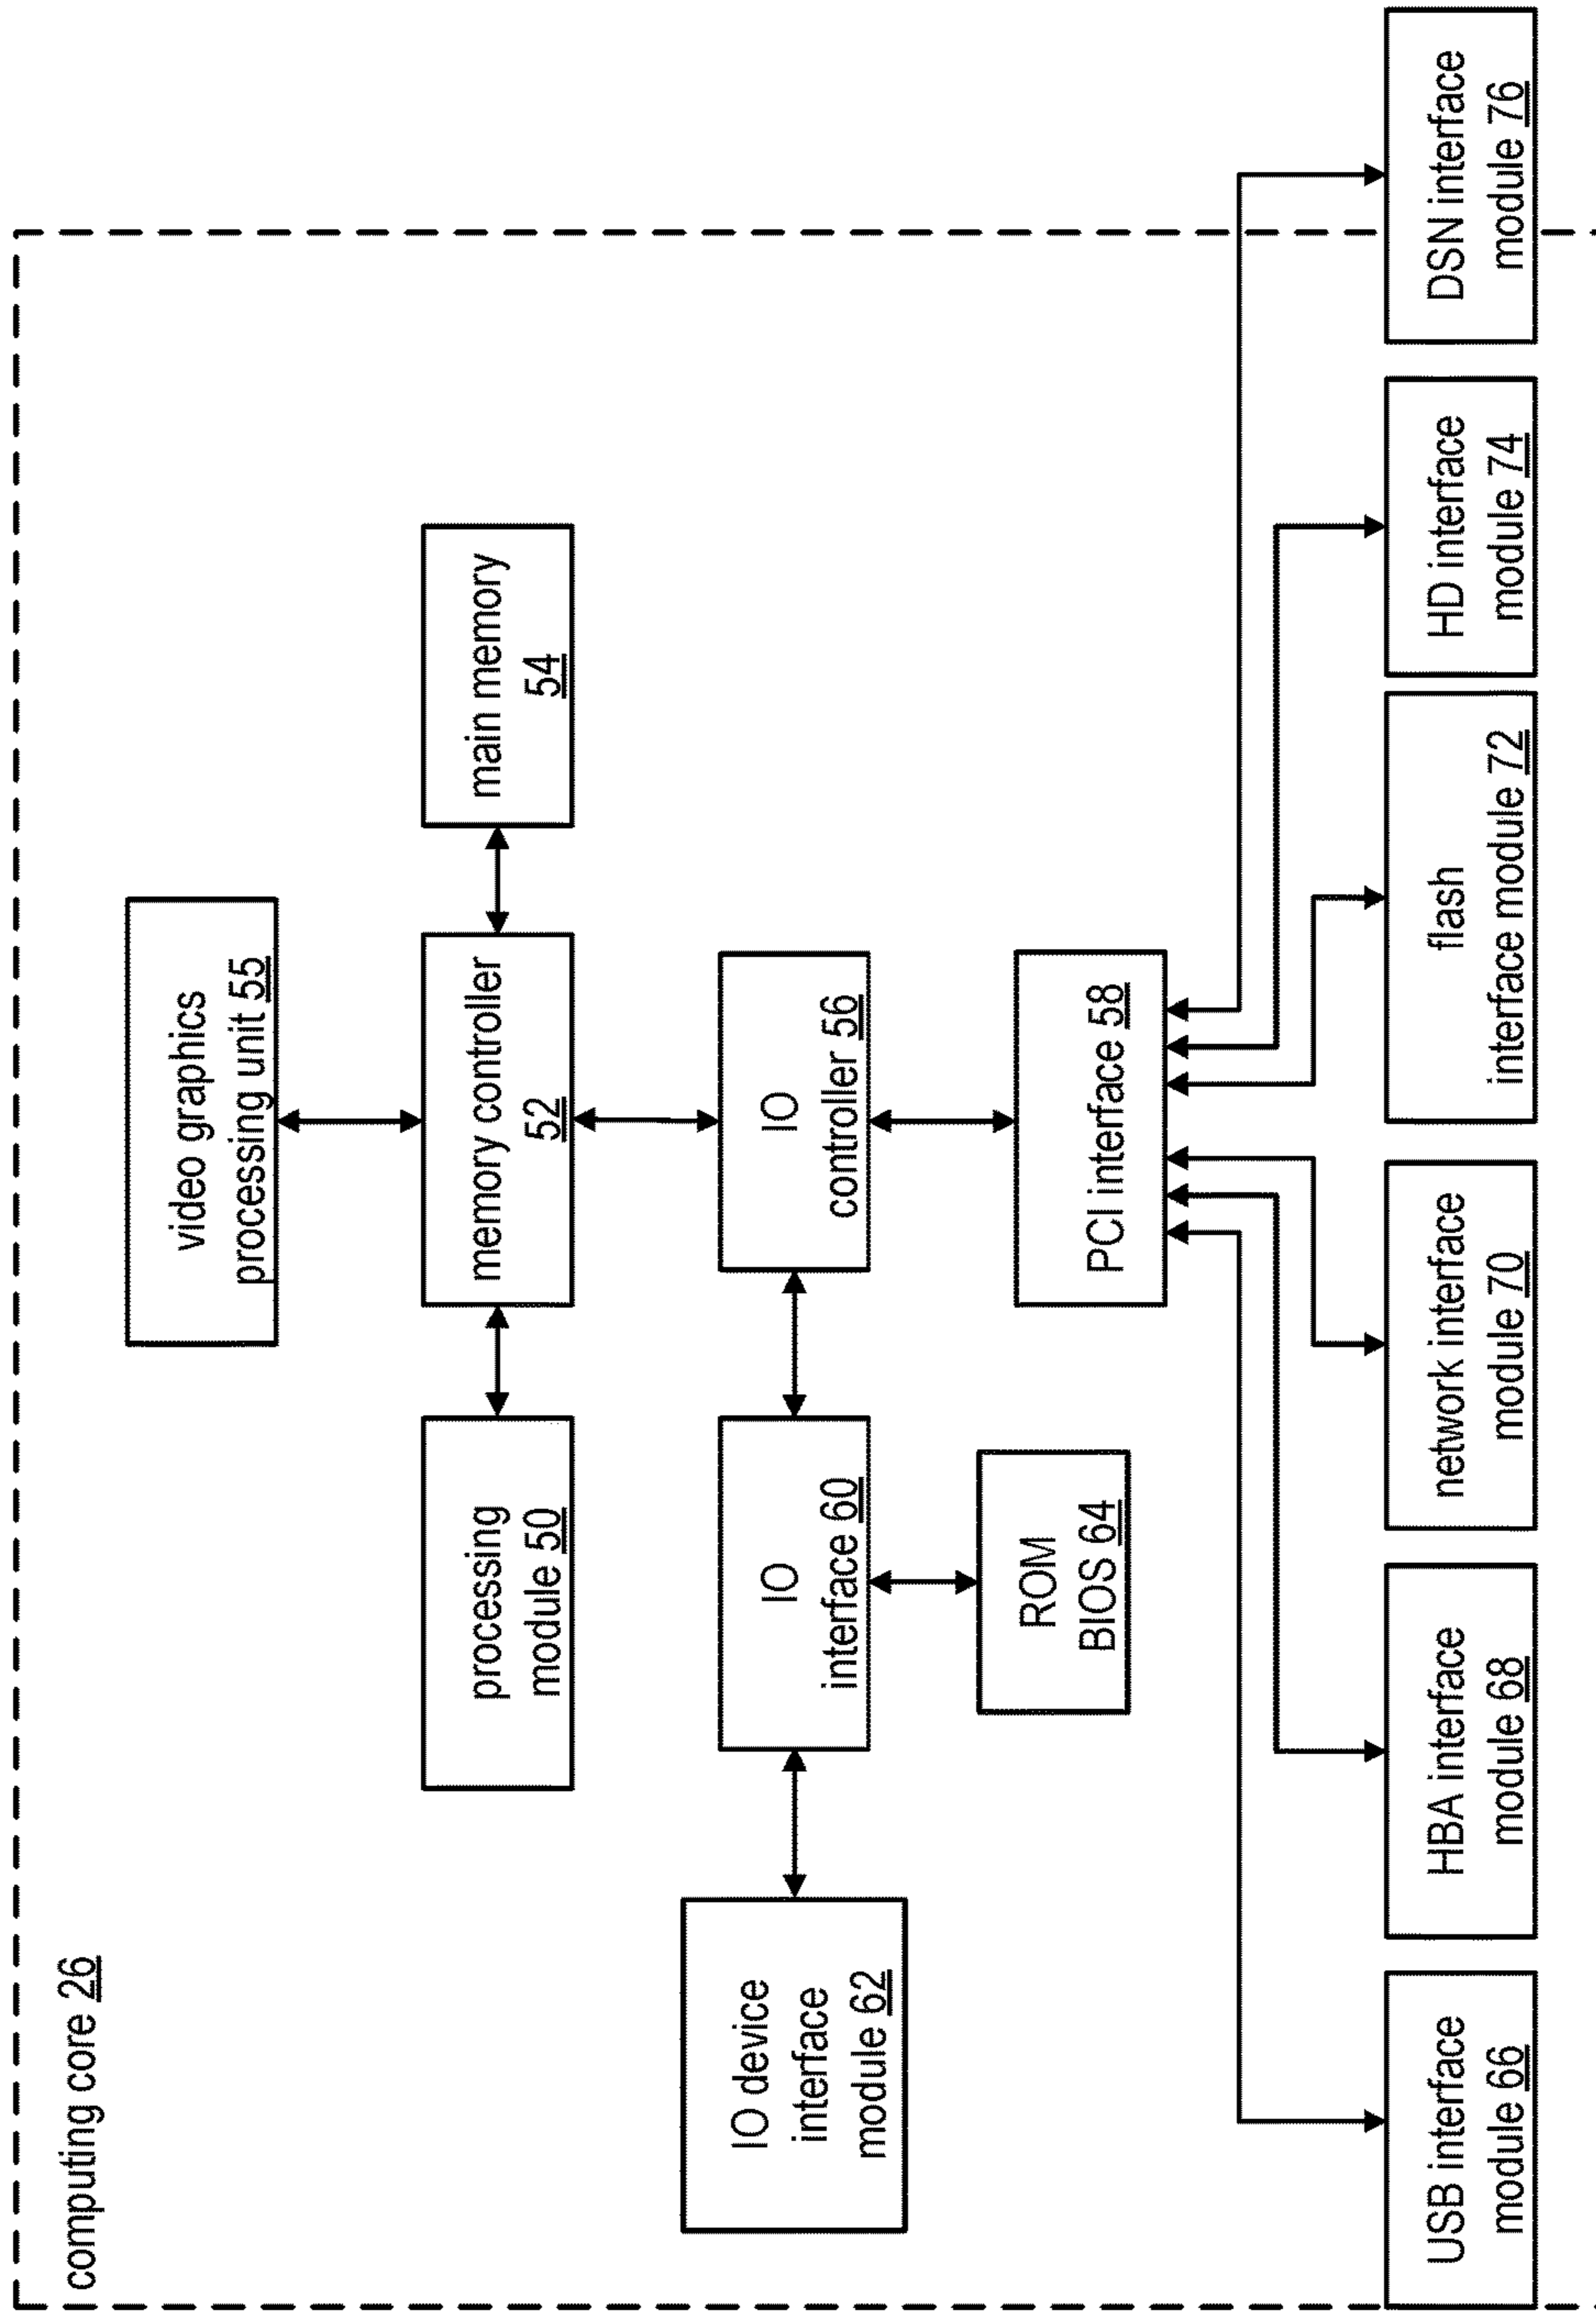 computing core 26
video graphics
processing unit 55
processing
module 50
memory controller
52
main memory
54
IO device
interface
module 62
IO
interface 60
IO
controller 56
ROM
BIOS 64
PCI interface 58
USB interface
module 66
HBA interface
module 68
network interface
module 70
flash
interface module 72
HD interface
module 74
DSN interface
module 76